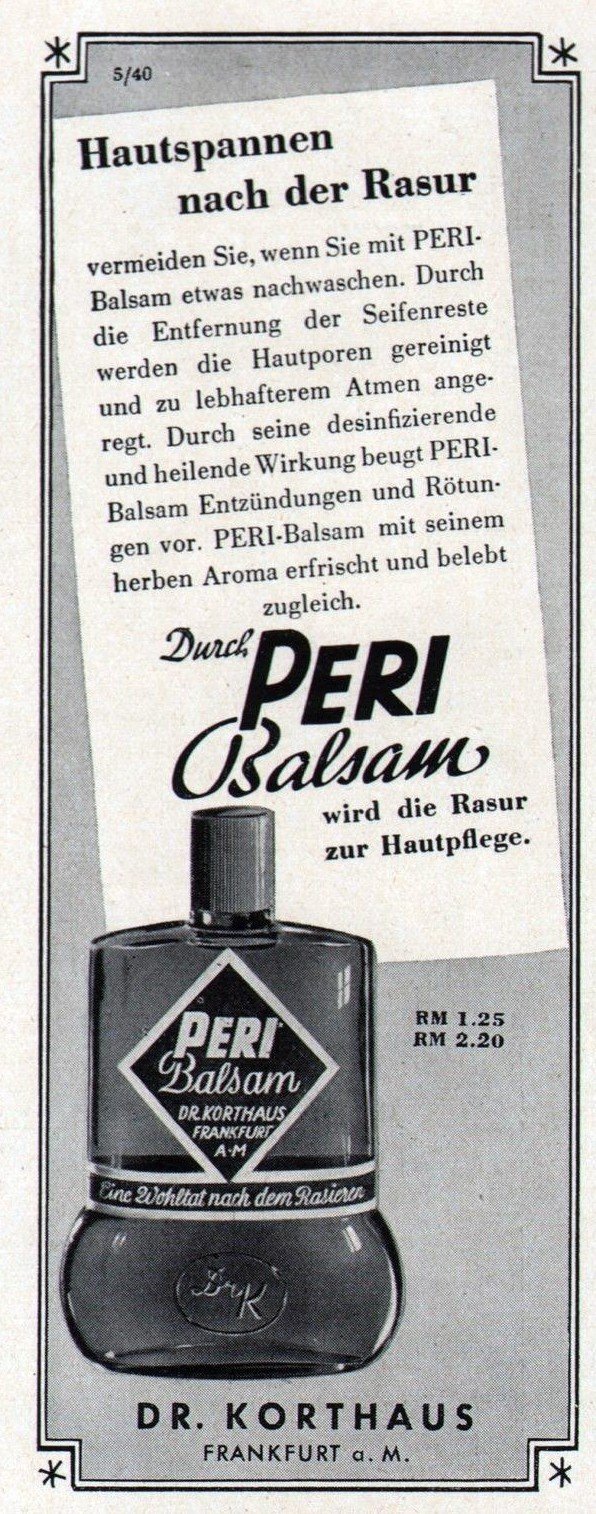 5/40
Hautspannen
nach der Rasur
vermeiden Sie, wenn Sie mit PERI-
Balsam etwas nachwaschen. Durch
die Entfernung der Seifenreste
werden die Hautporen gereinigt
und zu lebhafterem Atmen ange-
regt. Durch seine desinfizierende
und heilende Wirkung beugt PERI-
Balsam Entzündungen und Rötun-
gen vor. PERI-Balsam mit seinem
herben Aroma erfrischt und belebt
zugleich.
Durch PERI
Balsam
wird die Rasur
zur Hautpflege.
RM 1.25
RM 2.20
PERI
Balsam
DR. KORTHAUS
FRANKFURT
A·M
Eine Wohltat nach dem Rasieren
Dr K
DR. KORTHAUS
FRANKFURT a. M.